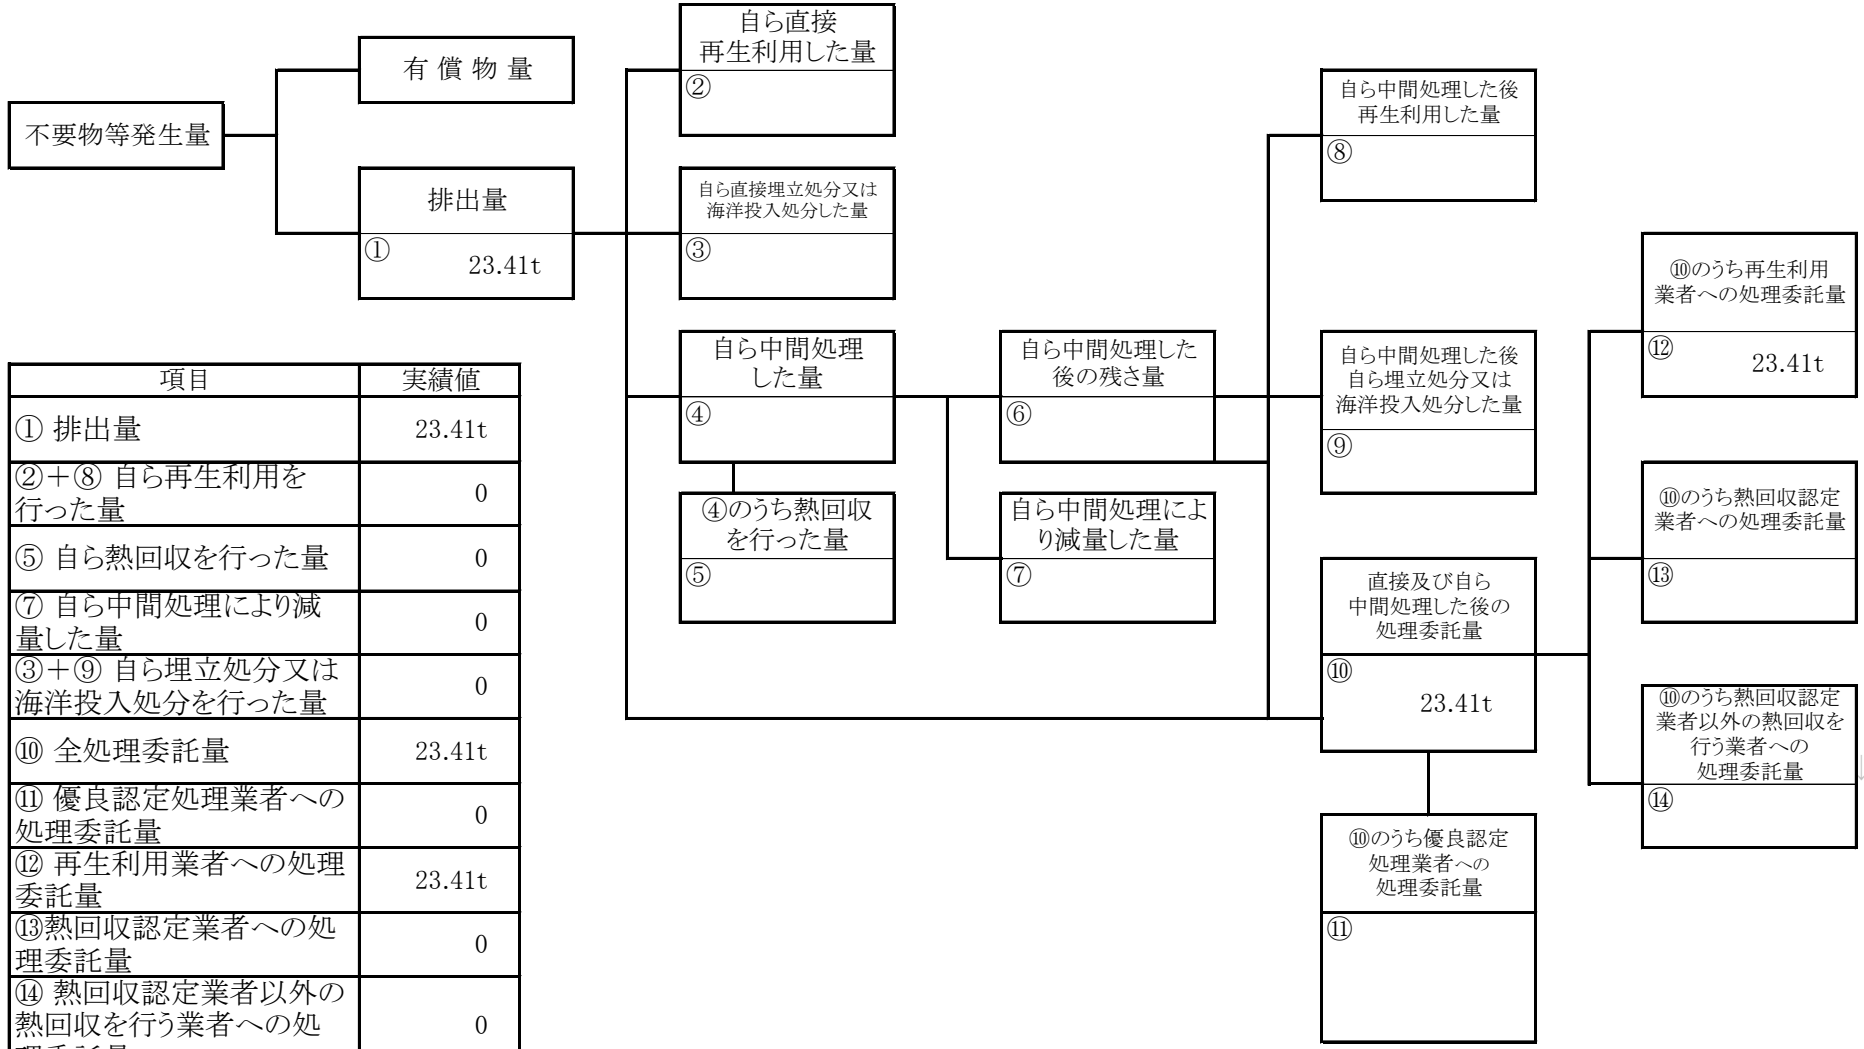 不要物等発生量
有 償 物 量
排出量
①
23.41t
自ら直接
再生利用した量
②
自ら直接埋立処分又は
海洋投入処分した量
③
自ら中間処理
した量
④
④のうち熱回収
を行った量
⑤
自ら中間処理した
後の残さ量
⑥
自ら中間処理によ
り減量した量
⑦
自ら中間処理した後
再生利用した量
⑧
自ら中間処理した後
自ら埋立処分又は
海洋投入処分した量
⑨
直接及び自ら
中間処理した後の
処理委託量
⑩
23.41t
⑩のうち優良認定
処理業者への
処理委託量
⑪
⑩のうち再生利用
業者への処理委託量
⑫
23.41t
⑩のうち熱回収認定
業者への処理委託量
⑬
⑩のうち熱回収認定
業者以外の熱回収を
行う業者への
処理委託量
⑭
項目 実績値
① 排出量 23.41t
②＋⑧ 自ら再生利用を
行った量 0
⑤ 自ら熱回収を行った量 0
⑦ 自ら中間処理により減
量した量 0
③＋⑨ 自ら埋立処分又は
海洋投入処分を行った量 0
⑩ 全処理委託量 23.41t
⑪ 優良認定処理業者への
処理委託量 0
⑫ 再生利用業者への処理
委託量 23.41t
⑬熱回収認定業者への処
理委託量 0
⑭ 熱回収認定業者以外の
熱回収を行う業者への処 0